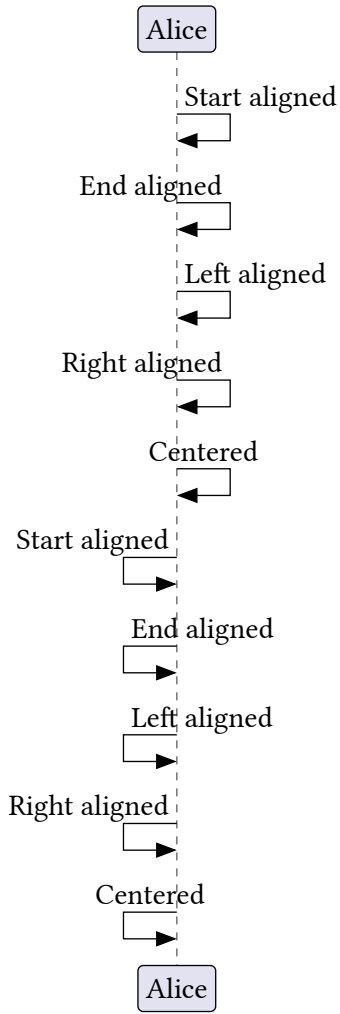 Alice
Start aligned
End aligned
Left aligned
Right aligned
Centered
Start aligned
End aligned
Left aligned
Right aligned
Centered
Alice